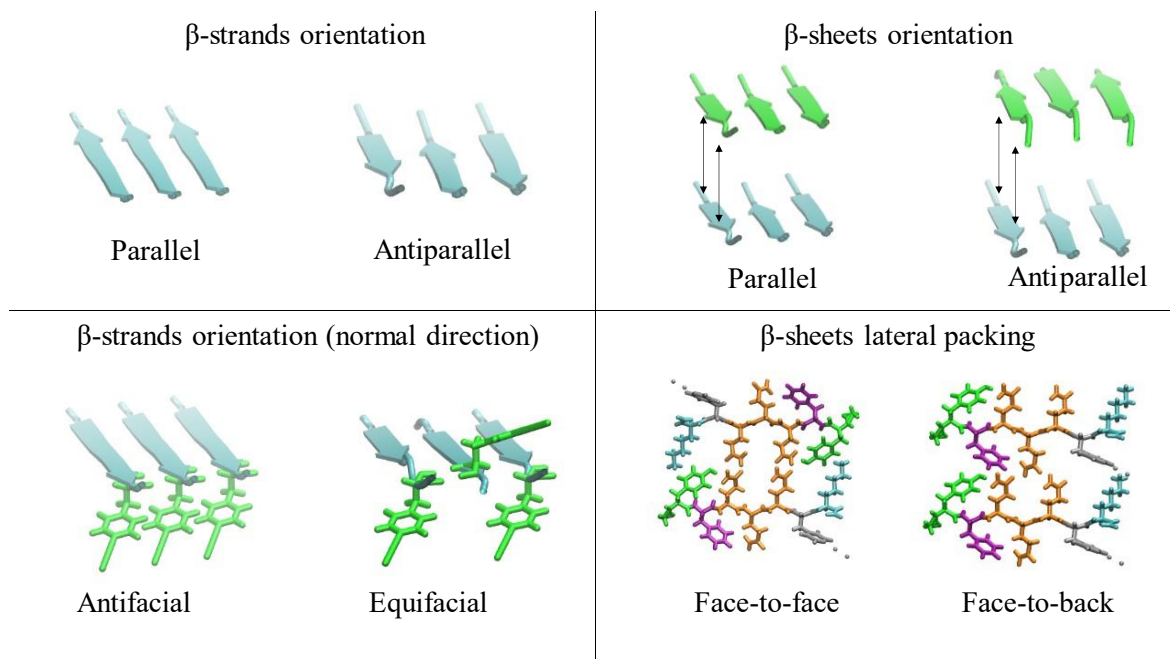 β-strands orientation
Parallel
Antiparallel
β-sheets orientation
Parallel
Antiparallel
β-strands orientation (normal direction)
Antifacial
Equifacial
β-sheets lateral packing
Face-to-face
Face-to-back